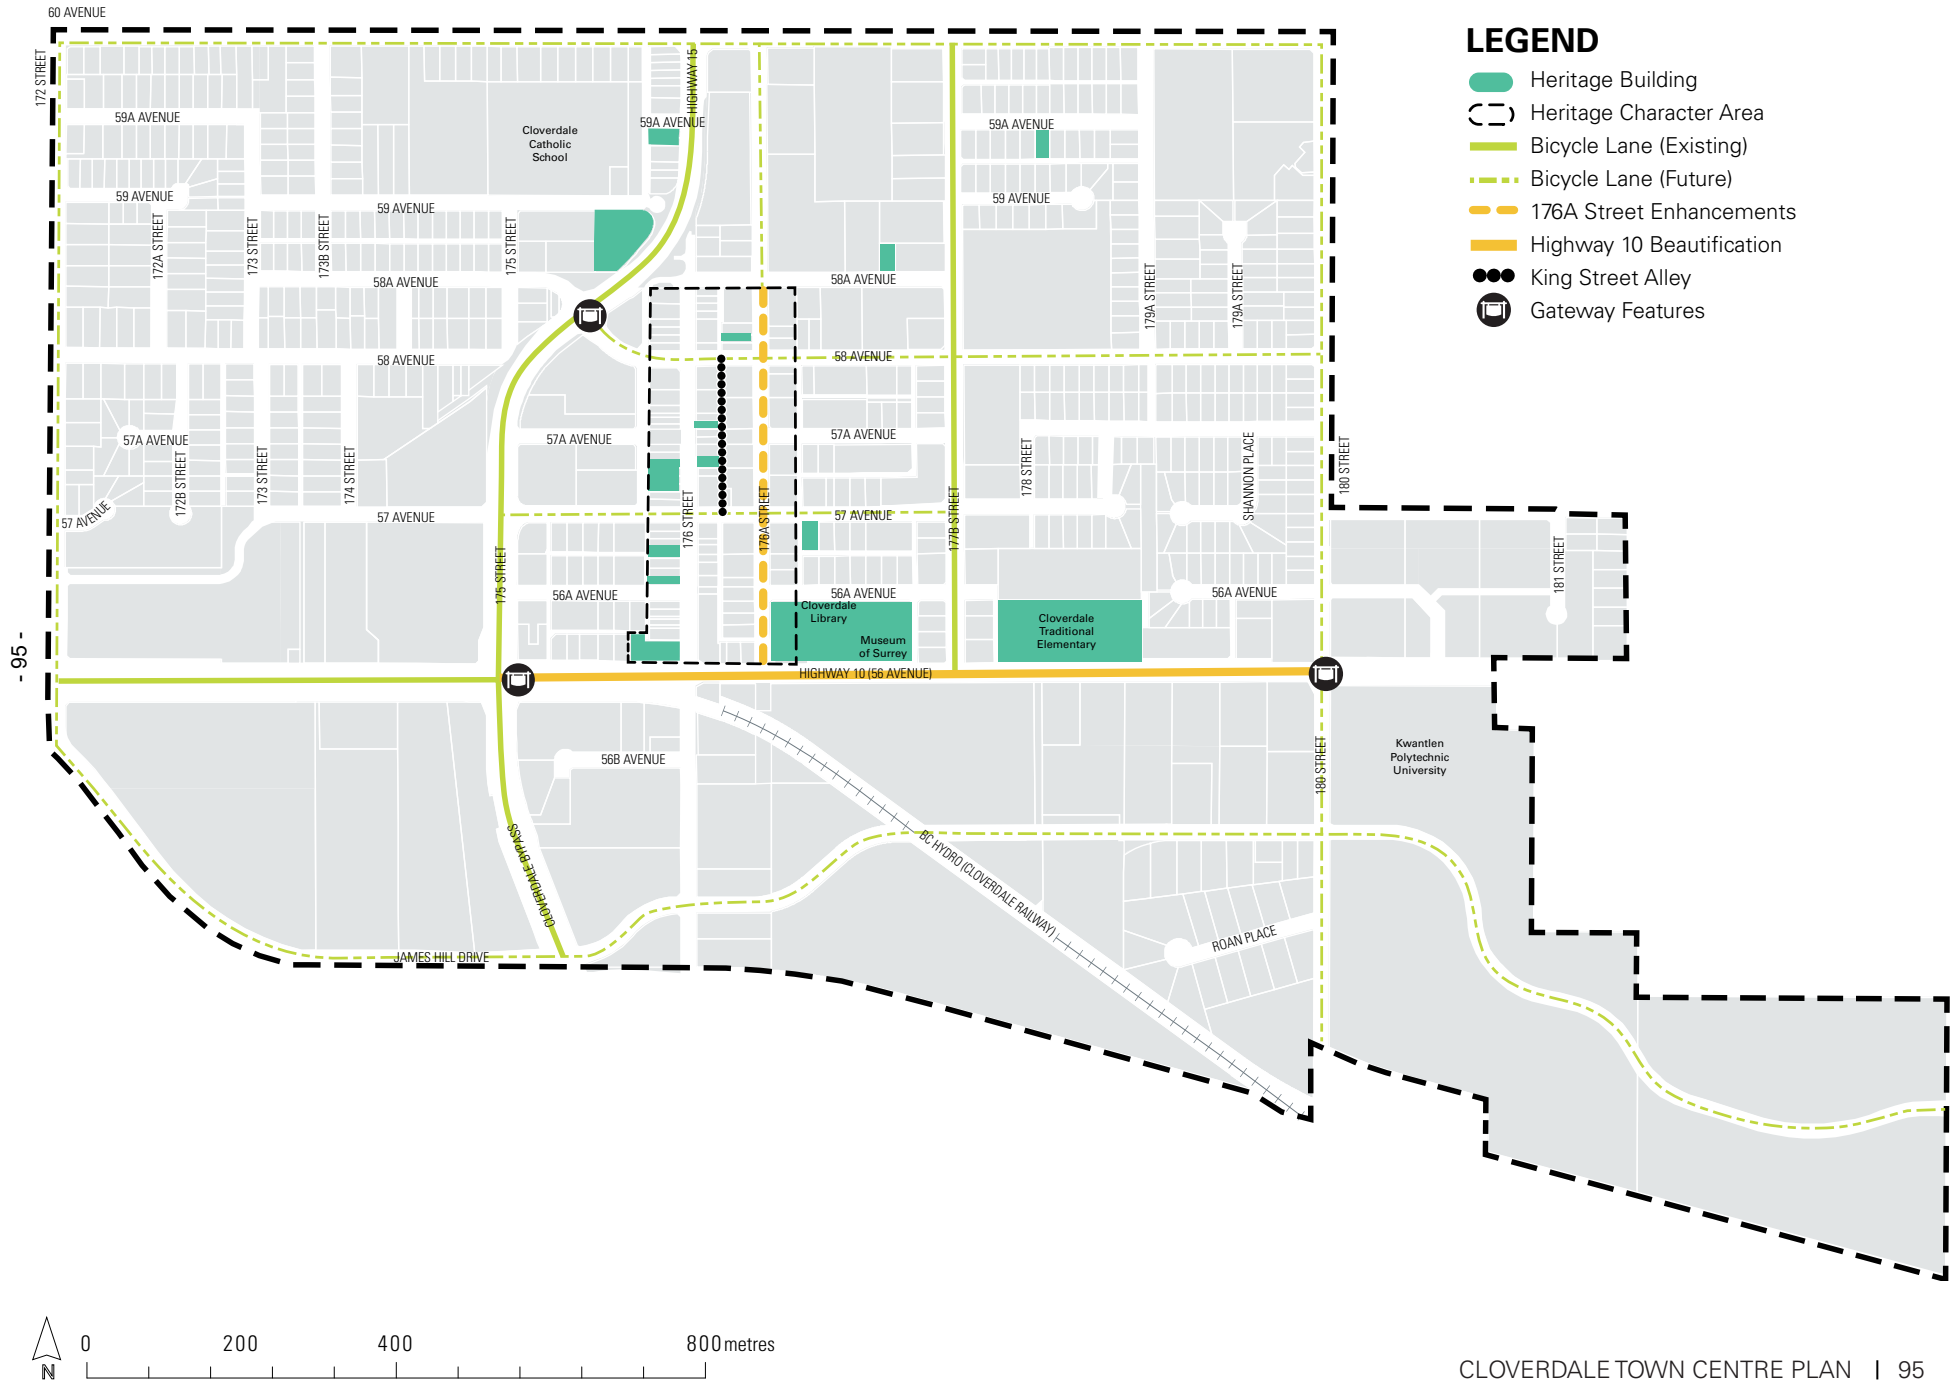 60 AVENUE
172 STREET
HIGHWAY 15
LEGEND
Heritage Building
Heritage Character Area
Bicycle Lane (Existing)
Bicycle Lane (Future)
176A Street Enhancements
Highway 10 Beautification
King Street Alley
Gateway Features
59A AVENUE
Cloverdale
Catholic
School
59A AVENUE
59A AVENUE
59 AVENUE
59 AVENUE
59 AVENUE
172A STREET
173 STREET
173B STREET
175 STREET
58A AVENUE
58A AVENUE
179A STREET
179A STREET
58 AVENUE
58 AVENUE
57A AVENUE
57A AVENUE
57A AVENUE
172B STREET
173 STREET
174 STREET
178 STREET
SHANNON PLACE
180 STREET
57 AVENUE
57 AVENUE
57 AVENUE
176 STREET
176A STREET
177B STREET
175 STREET
181 STREET
56A AVENUE
56A AVENUE
56A AVENUE
Cloverdale
Library
Museum
of Surrey
Cloverdale
Traditional
Elementary
- 95 -
HIGHWAY 10 (56 AVENUE)
56B AVENUE
180 STREET
Kwantlen
Polytechnic
University
CLOVERDALE BYPASS
BC HYDRO (CLOVERDALE RAILWAY)
ROAN PLACE
JAMES HILL DRIVE
N
0 200 400 800 metres
CLOVERDALE TOWN CENTRE PLAN | 95